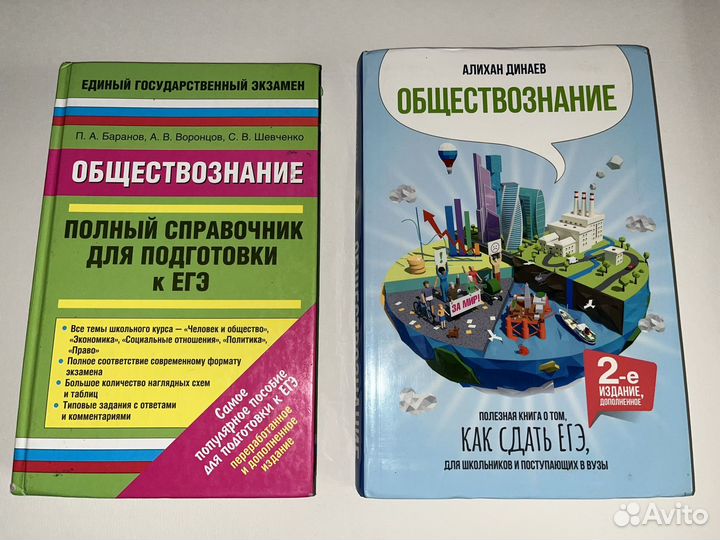 ЕДИНЫЙ ГОСУДАРСТВЕННЫЙ ЭКЗАМЕН
П. А. Баранов, А. В. Воронцов, С. В. Шевченко
ОБЩЕСТВОЗНАНИЕ
ПОЛНЫЙ СПРАВОЧНИК
ДЛЯ ПОДГОТОВКИ
к ЕГЭ
• Все темы школьного курса – «Человек и общество»,
«Экономика», «Социальные отношения», «Политика»,
«Право»
• Полное соответствие современному формату
экзамена
• Большое количество наглядных схем
и таблиц
• Типовые задания с ответами
и комментариями
Самое
популярное пособие
для подготовки к ЕГЭ
переработанное
и дополненное
издание
АЛИХАН ДИНАЕВ
ОБЩЕСТВОЗНАНИЕ
ЗА МИР!
2-е
ИЗДАНИЕ,
ДОПОЛНЕННОЕ
ПОЛЕЗНАЯ КНИГА О ТОМ,
КАК СДАТЬ ЕГЭ,
ДЛЯ ШКОЛЬНИКОВ И ПОСТУПАЮЩИХ В ВУЗЫ
Avito